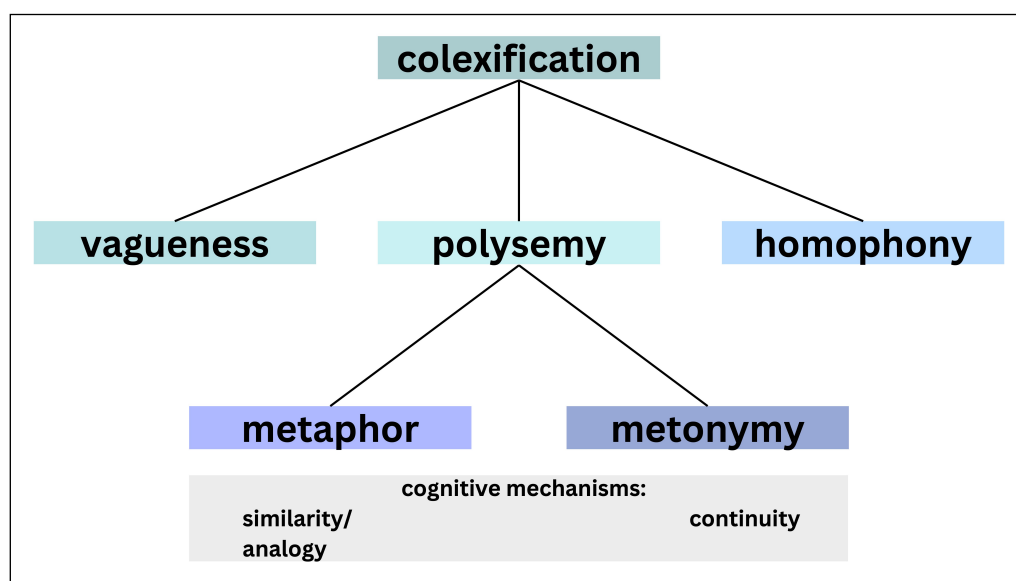 colexification
vagueness polysemy homophony
metaphor metonymy
cognitive mechanisms:
similarity/ continuity
analogy